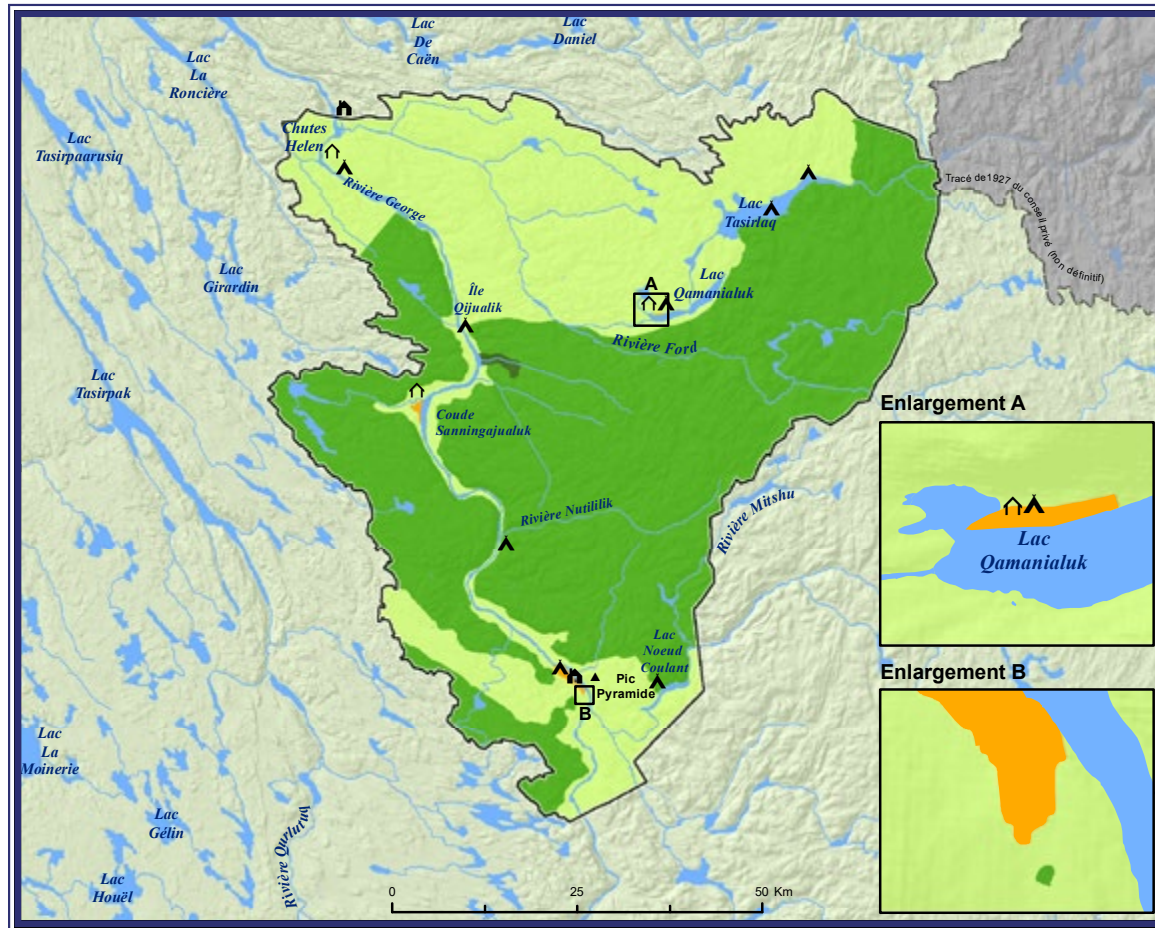 Lac
De
Caën
Lac
Daniel
Lac
La
Roncière
Lac
Tasirpaarusiq
Chutes
Helen
Rivière George
Lac
Tasirlaq
Tracé de 1927 du conseil privé (non définitif)
Lac
Girardin
Île
Qijualik
A
Lac
Qamanialuk
Rivière Ford
Lac
Tasirpak
Coude
Sanningajualuk
Enlargement A
Lac
Qamanialuk
Rivière Nutililik
Rivière Mitshu
Lac
Noeud
Coulant
Pic
Pyramide
B
Enlargement B
Lac
La
Moinerie
Lac
Gélin
Rivière Qurlutuq
Lac
Houël
0 25 50 Km